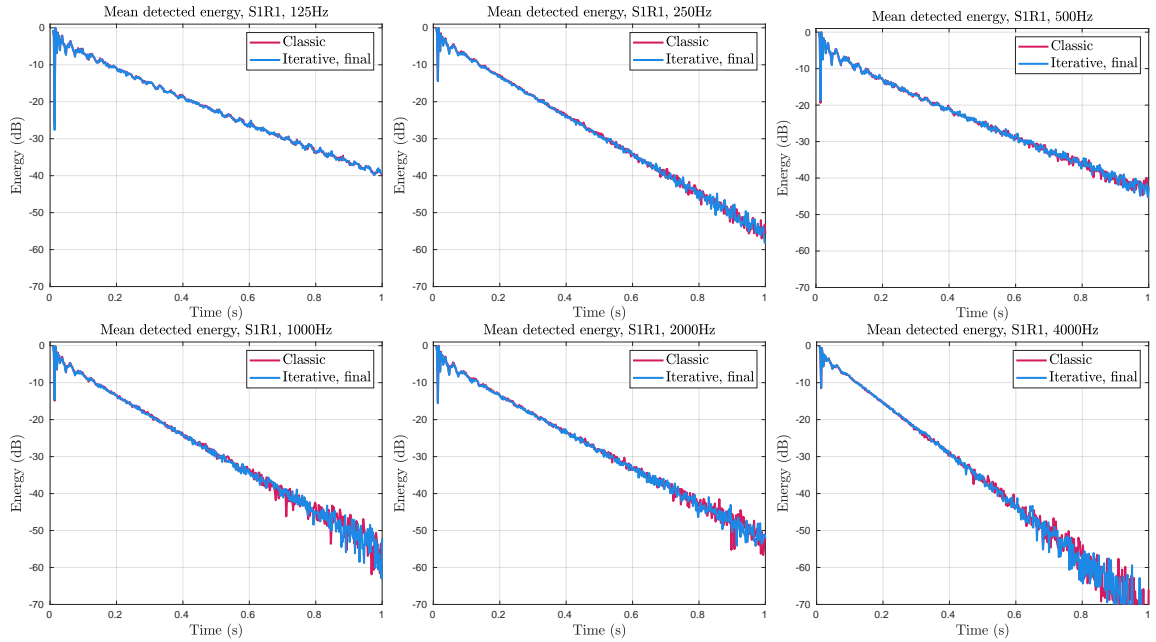 Mean detected energy, S1R1, 125Hz
Classic
Iterative, final
Energy (dB)
0
-10
-20
-30
-40
-50
-60
-70
0 0.2 0.4 0.6 0.8 1
Time (s)
Mean detected energy, S1R1, 250Hz
Classic
Iterative, final
Energy (dB)
0
-10
-20
-30
-40
-50
-60
-70
0 0.2 0.4 0.6 0.8 1
Time (s)
Mean detected energy, S1R1, 500Hz
Classic
Iterative, final
Energy (dB)
0
-10
-20
-30
-40
-50
-60
-70
0 0.2 0.4 0.6 0.8 1
Time (s)
Mean detected energy, S1R1, 1000Hz
Classic
Iterative, final
Energy (dB)
0
-10
-20
-30
-40
-50
-60
-70
0 0.2 0.4 0.6 0.8 1
Time (s)
Mean detected energy, S1R1, 2000Hz
Classic
Iterative, final
Energy (dB)
0
-10
-20
-30
-40
-50
-60
-70
0 0.2 0.4 0.6 0.8 1
Time (s)
Mean detected energy, S1R1, 4000Hz
Classic
Iterative, final
Energy (dB)
0
-10
-20
-30
-40
-50
-60
-70
0 0.2 0.4 0.6 0.8 1
Time (s)